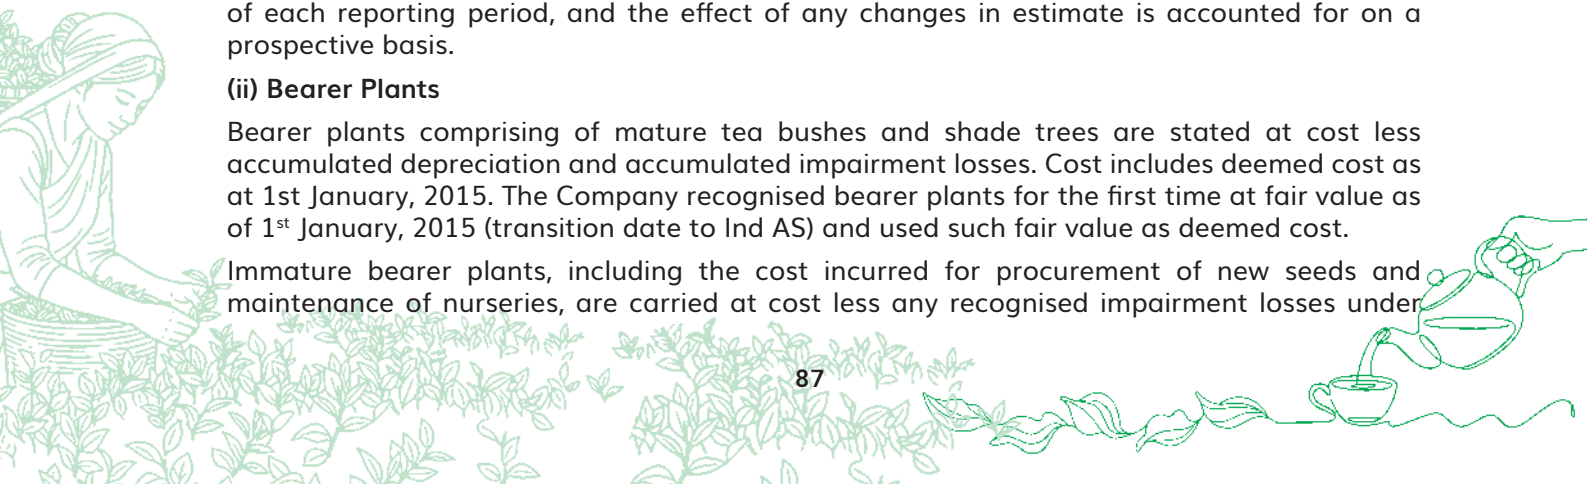 of each reporting period, and the effect of any changes in estimate is accounted for on a
prospective basis.
(ii) Bearer Plants
Bearer plants comprising of mature tea bushes and shade trees are stated at cost less
accumulated depreciation and accumulated impairment losses. Cost includes deemed cost as
at 1st January, 2015. The Company recognised bearer plants for the first time at fair value as
of 1st January, 2015 (transition date to Ind AS) and used such fair value as deemed cost.
Immature bearer plants, including the cost incurred for procurement of new seeds and
maintenance of nurseries, are carried at cost less any recognised impairment losses under
87